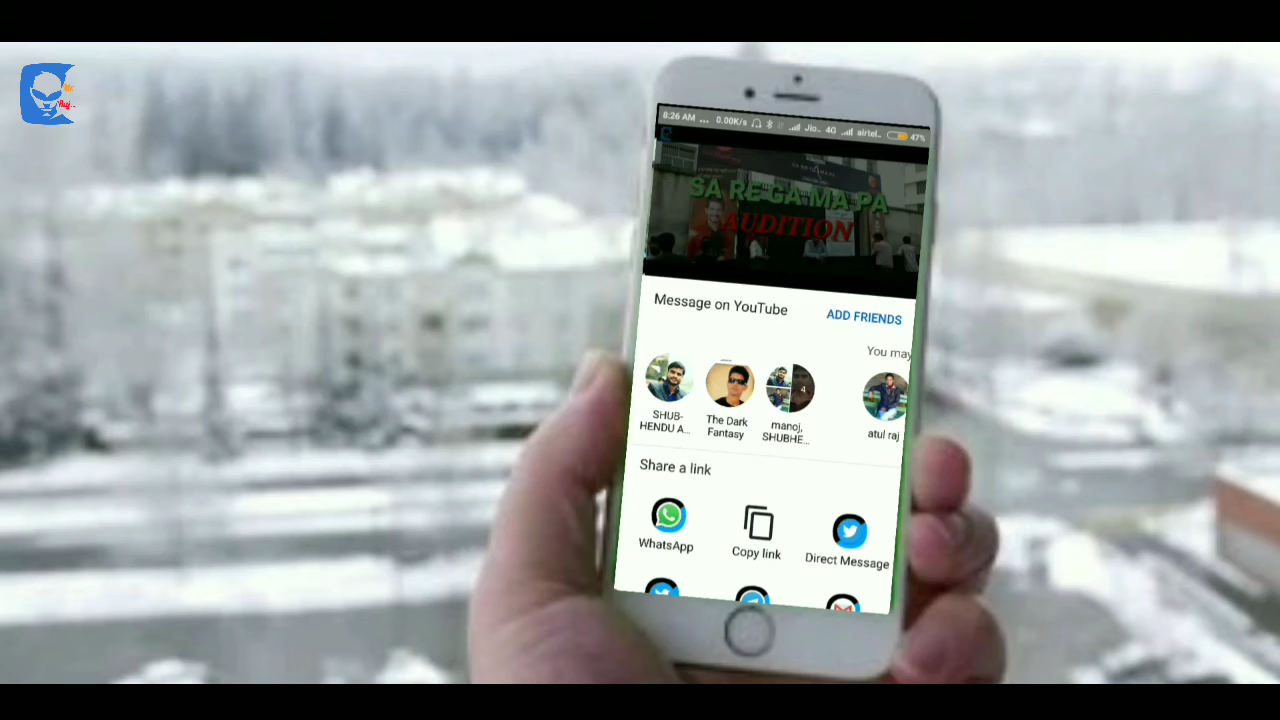 8:26 AM ... 0.00K/s Jio... 4G airtel... 47%
SA RE GA MA PA
AUDITION
Message on YouTube
ADD FRIENDS
You may
SHUB-
HENDU A...
The Dark
Fantasy
manoj,
SHUBHE...
4
atul raj
Share a link
WhatsApp
Copy link
Direct Message